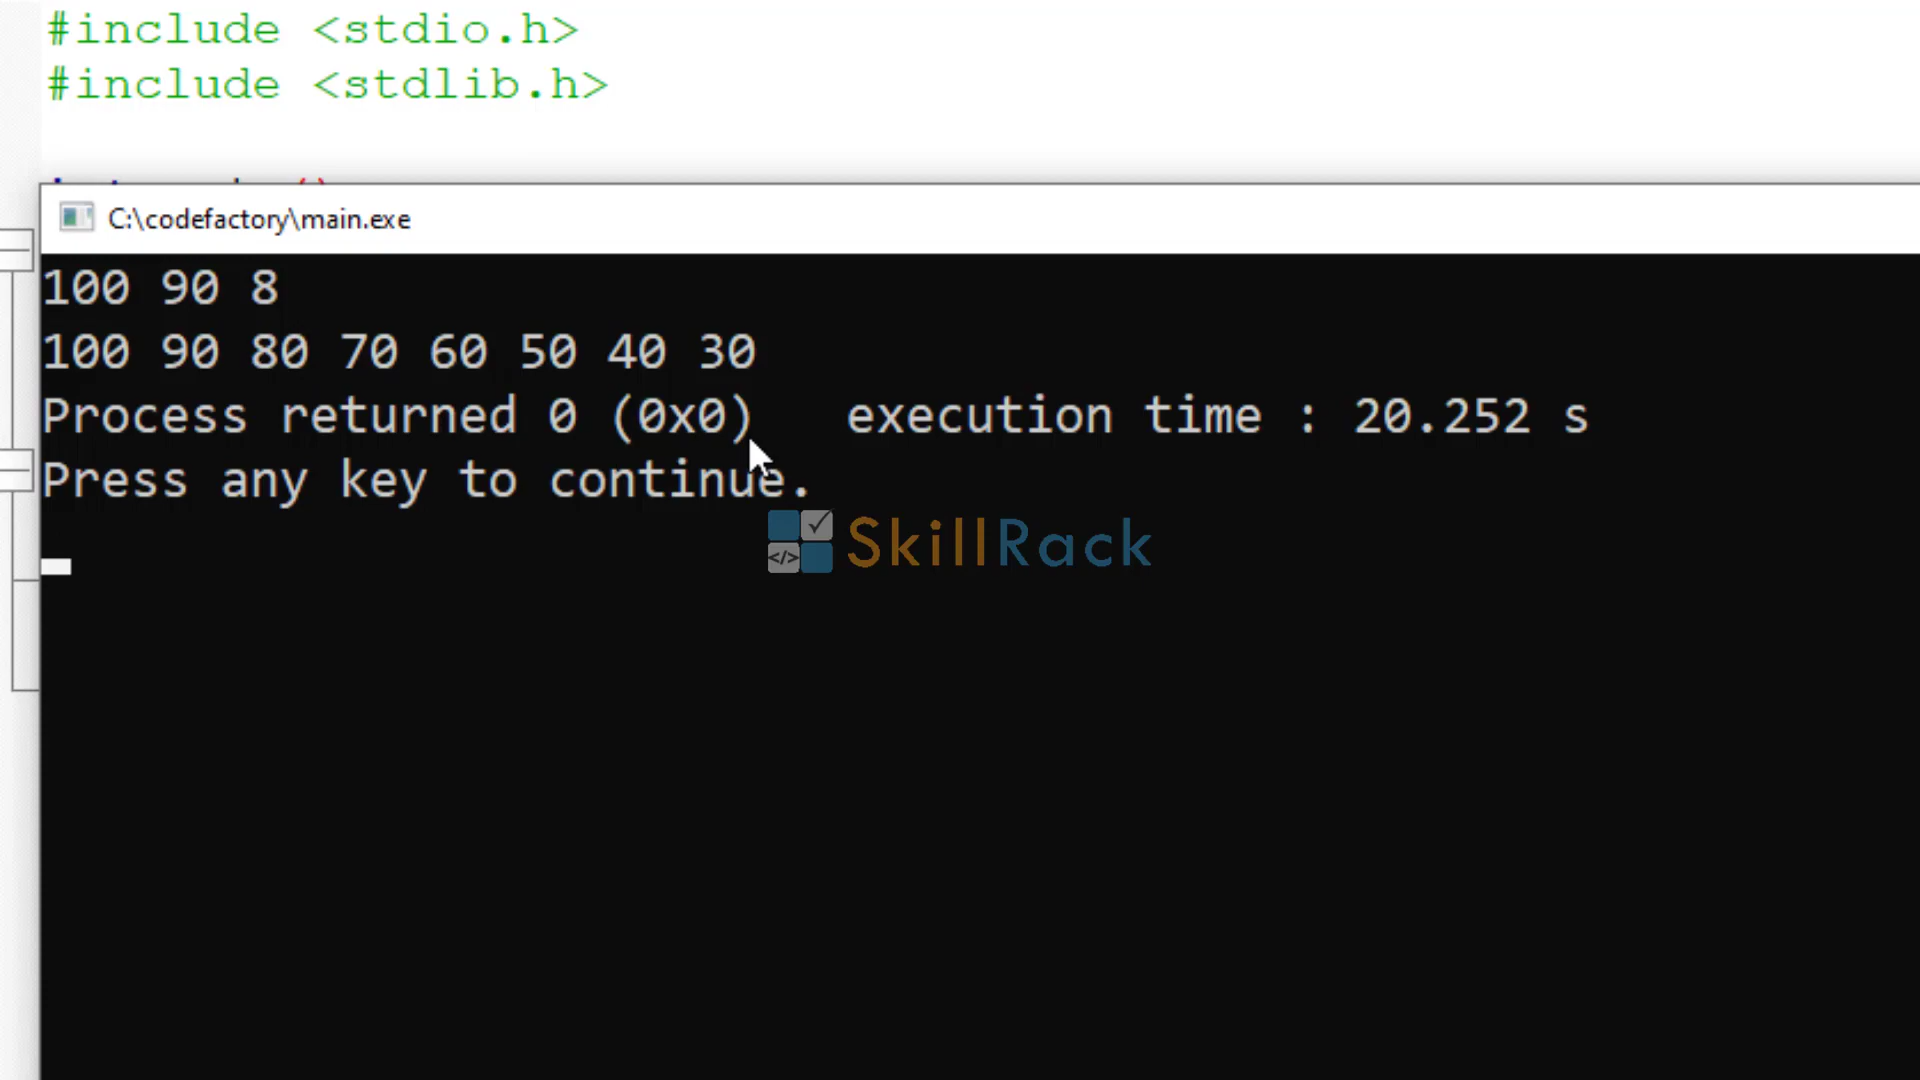 #include <stdio.h>
#include <stdlib.h>
C:\codefactory\main.exe
100 90 8
100 90 80 70 60 50 40 30
Process returned 0 (0x0)   execution time : 20.252 s
Press any key to continue.
</> SkillRack